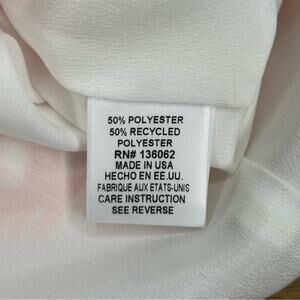 50% POLYESTER
50% RECYCLED
POLYESTER
RN# 136062
MADE IN USA
HECHO EN EE.UU.
FABRIQUE AUX ETATS-UNIS
CARE INSTRUCTION
SEE REVERSE